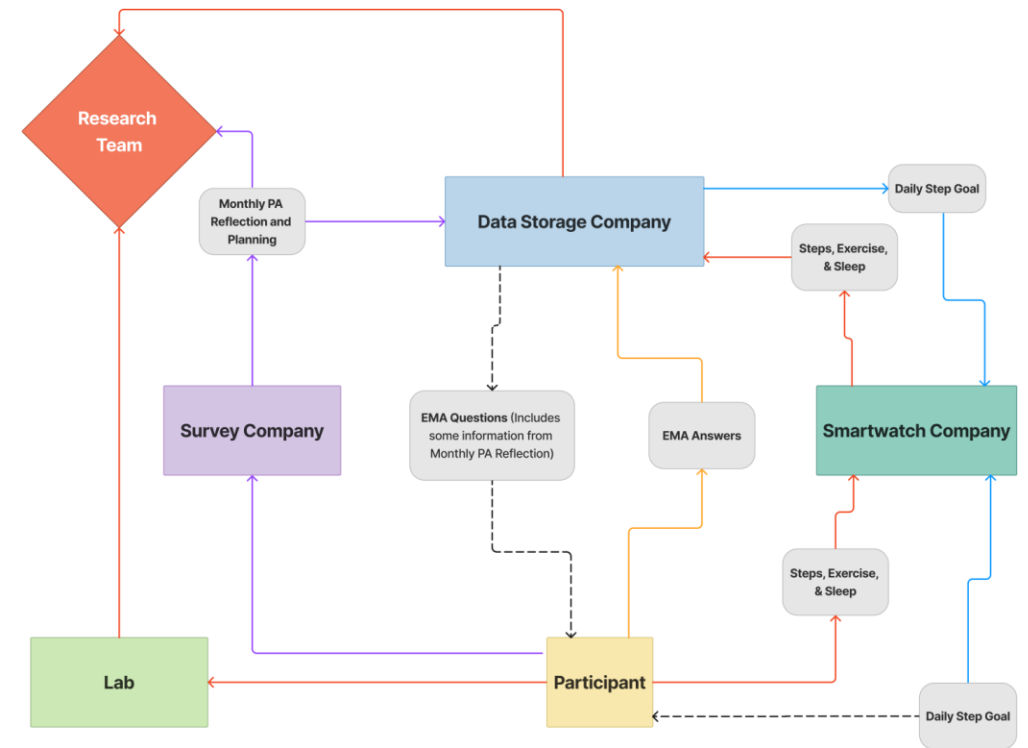 Research
Team
Monthly PA
Reflection and
Planning
Data Storage Company
Daily Step Goal
Steps, Exercise,
& Sleep
Survey Company
EMA Questions (Includes
some information from
Monthly PA Reflection)
EMA Answers
Smartwatch Company
Steps, Exercise,
& Sleep
Lab
Participant
Daily Step Goal